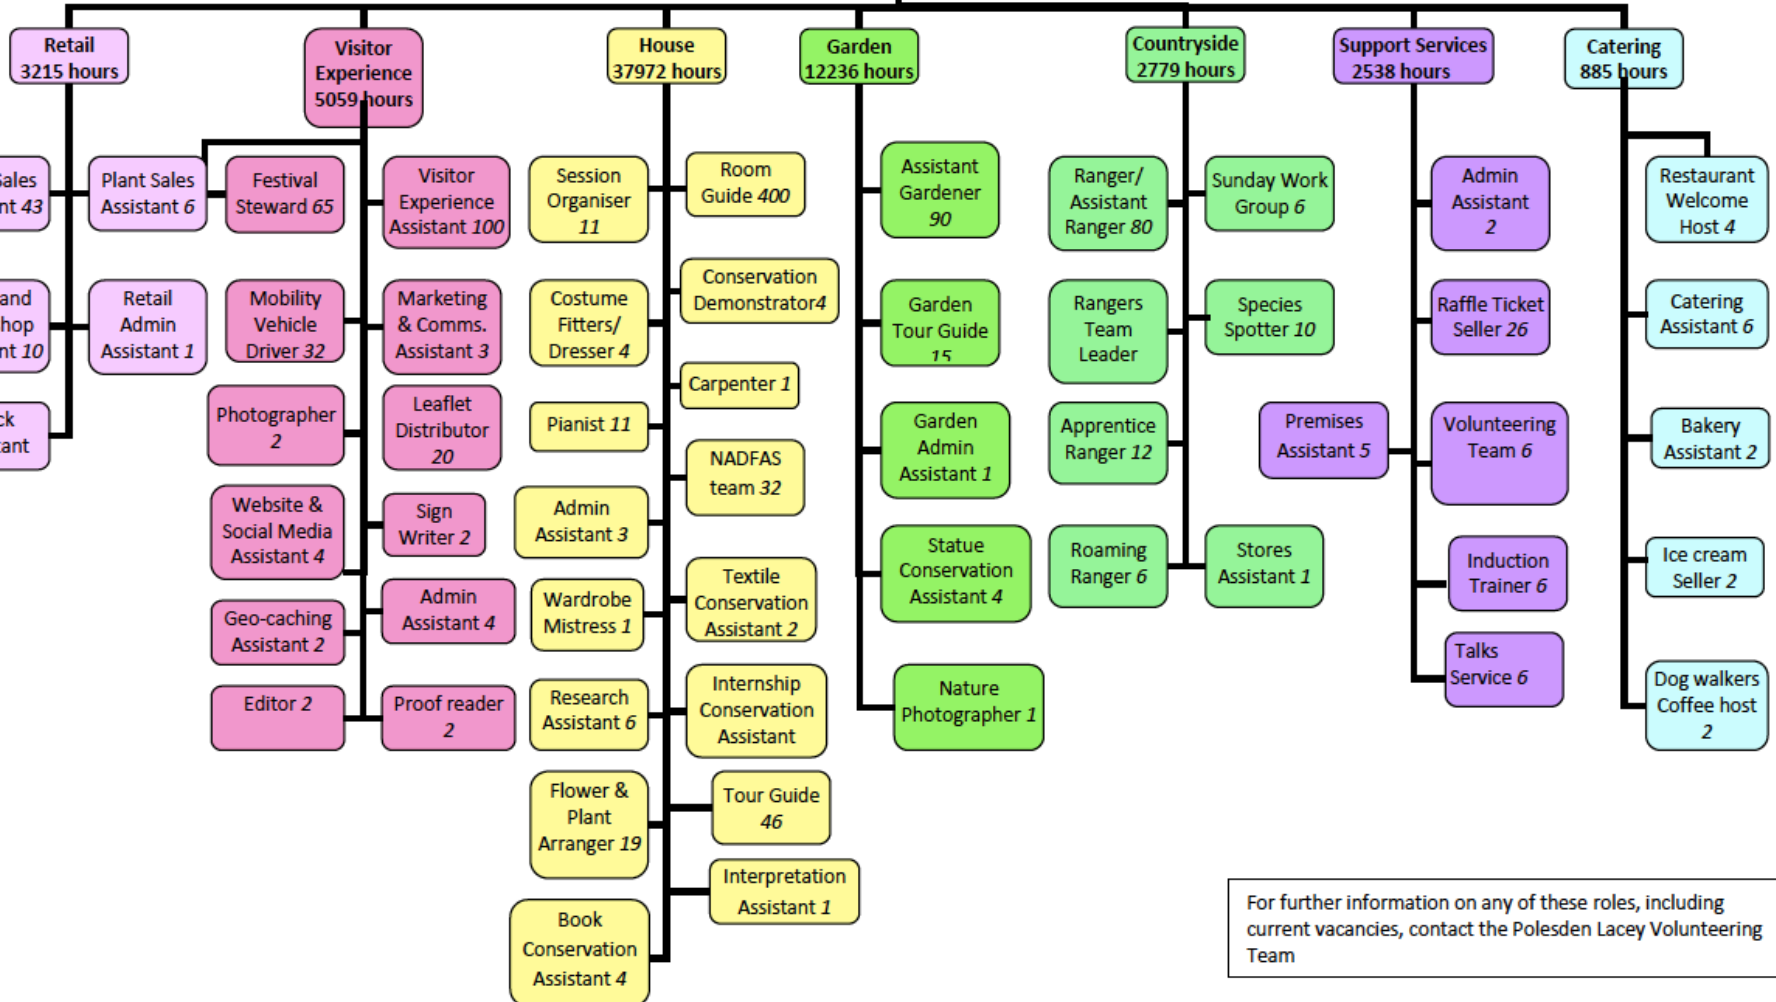 Retail
3215 hours
Visitor
Experience
5059 hours
House
37972 hours
Garden
12236 hours
Countryside
2779 hours
Support Services
2538 hours
Catering
885 hours
Sales
nt 43
Plant Sales
Assistant 6
and
hop
nt 10
Retail
Admin
Assistant 1
ck
tant
Festival
Steward 65
Visitor
Experience
Assistant 100
Mobility
Vehicle
Driver 32
Marketing
& Comms.
Assistant 3
Photographer
2
Leaflet
Distributor
20
Website &
Social Media
Assistant 4
Sign
Writer 2
Geo-caching
Assistant 2
Admin
Assistant 4
Editor 2
Proof reader
2
Session
Organiser
11
Room
Guide 400
Costume
Fitters/
Dresser 4
Conservation
Demonstrator4
Carpenter 1
Pianist 11
NADFAS
team 32
Admin
Assistant 3
Textile
Conservation
Assistant 2
Wardrobe
Mistress 1
Internship
Conservation
Assistant
Research
Assistant 6
Flower &
Plant
Arranger 19
Tour Guide
46
Interpretation
Assistant 1
Book
Conservation
Assistant 4
Assistant
Gardener
90
Garden
Tour Guide
15
Garden
Admin
Assistant 1
Statue
Conservation
Assistant 4
Nature
Photographer 1
Ranger/
Assistant
Ranger 80
Sunday Work
Group 6
Rangers
Team
Leader
Species
Spotter 10
Apprentice
Ranger 12
Roaming
Ranger 6
Stores
Assistant 1
Admin
Assistant
2
Raffle Ticket
Seller 26
Premises
Assistant 5
Volunteering
Team 6
Induction
Trainer 6
Talks
Service 6
Restaurant
Welcome
Host 4
Catering
Assistant 6
Bakery
Assistant 2
Ice cream
Seller 2
Dog walkers
Coffee host
2
For further information on any of these roles, including
current vacancies, contact the Polesden Lacey Volunteering
Team